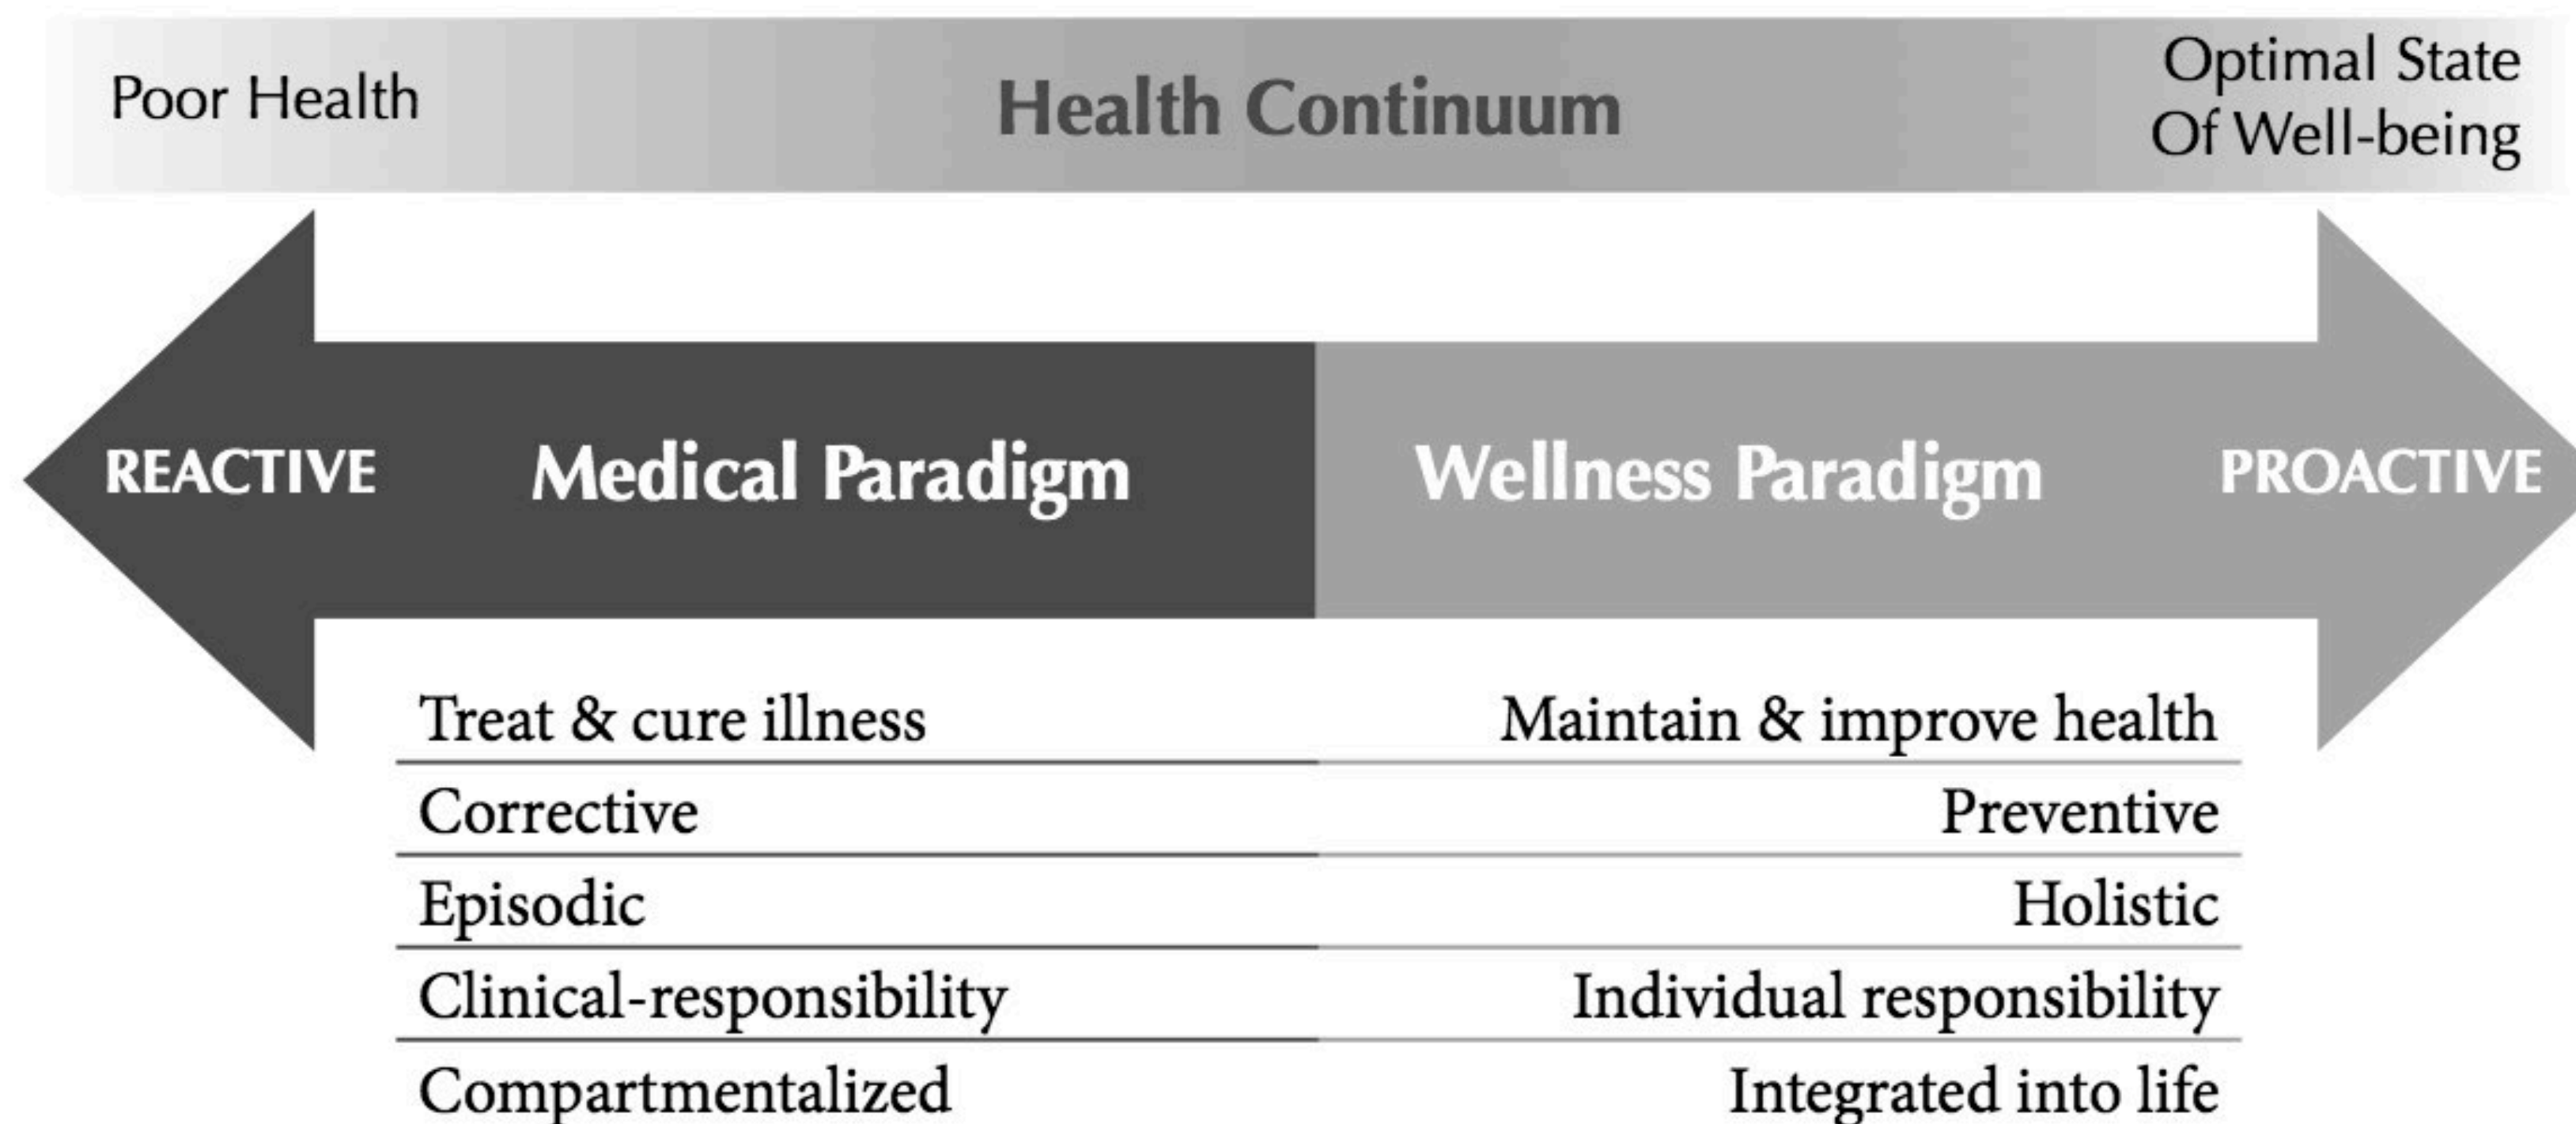 Poor Health
Health Continuum
Optimal State
Of Well-being
REACTIVE
Medical Paradigm
Wellness Paradigm
PROACTIVE
Treat & cure illness
Maintain & improve health
Corrective
Preventive
Episodic
Holistic
Clinical-responsibility
Individual responsibility
Compartmentalized
Integrated into life